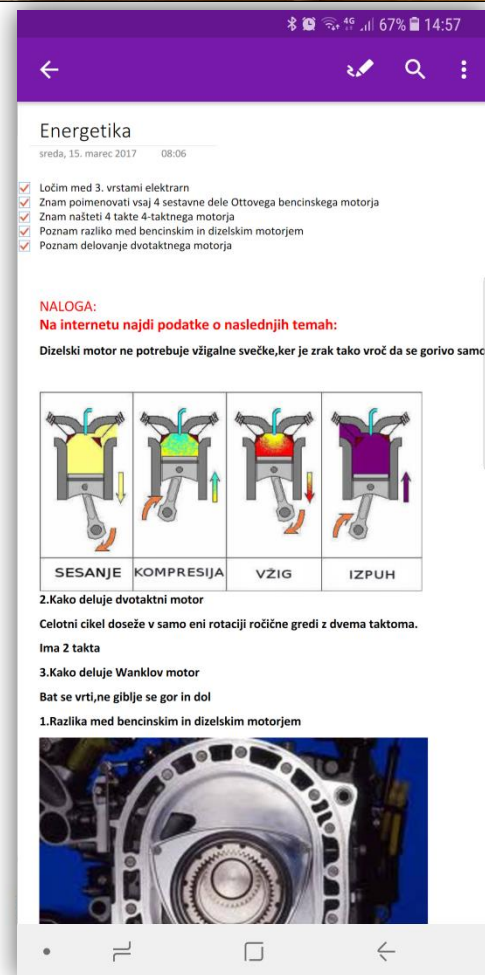 4G 67% 14:57
Energetika
sreda, 15. marec 2017 08:06
Ločim med 3. vrstami elektrarn
Znam poimenovati vsaj 4 sestavne dele Ottovega bencinskega motorja
Znam našteti 4 takte 4-taktnega motorja
Poznam razliko med bencinskim in dizelskim motorjem
Poznam delovanje dvotaktnega motorja
NALOGA:
Na internetu najdi podatke o naslednjih temah:
Dizelski motor ne potrebuje vžigalne svečke,ker je zrak tako vroč da se gorivo samo
SESANJE KOMPRESIJA VŽIG IZPUH
2.Kako deluje dvotaktni motor
Celotni cikel doseže v samo eni rotaciji ročične gredi z dvema taktoma.
Ima 2 takta
3.Kako deluje Wanklov motor
Bat se vrti,ne giblje se gor in dol
1.Razlika med bencinskim in dizelskim motorjem